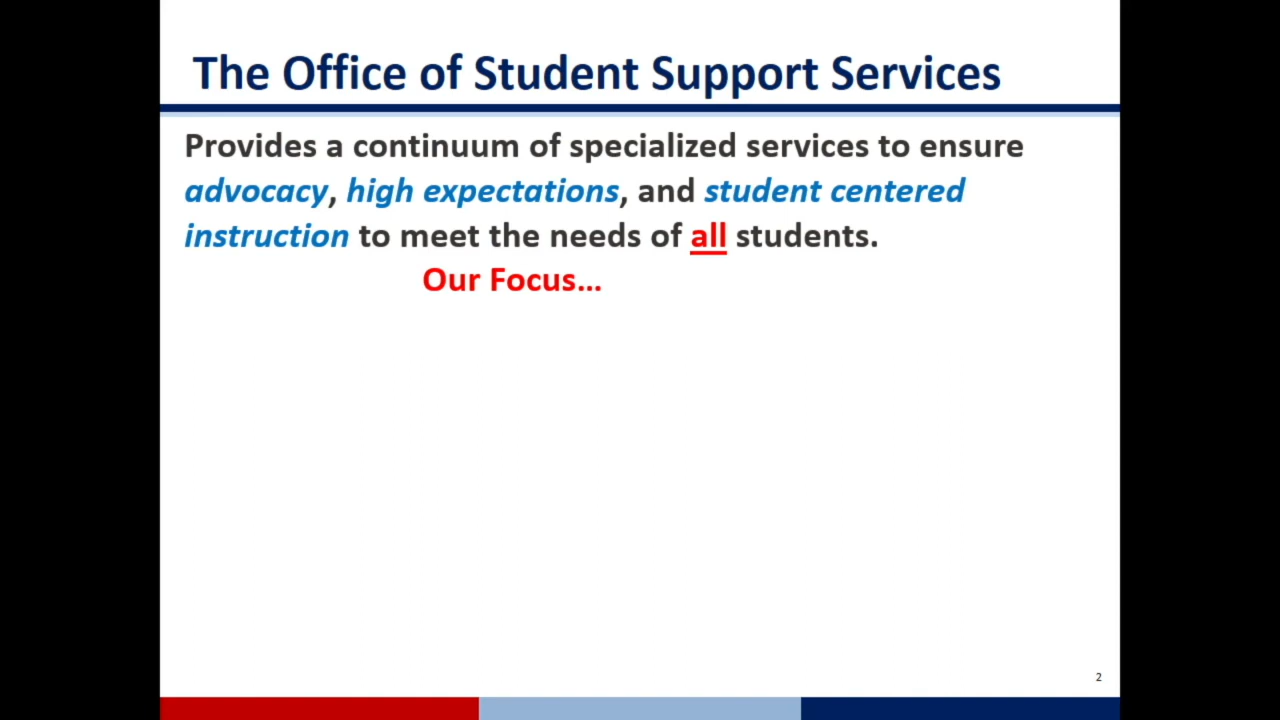 The Office of Student Support Services
Provides a continuum of specialized services to ensure
advocacy, high expectations, and student centered
instruction to meet the needs of all students.
Our Focus...
2